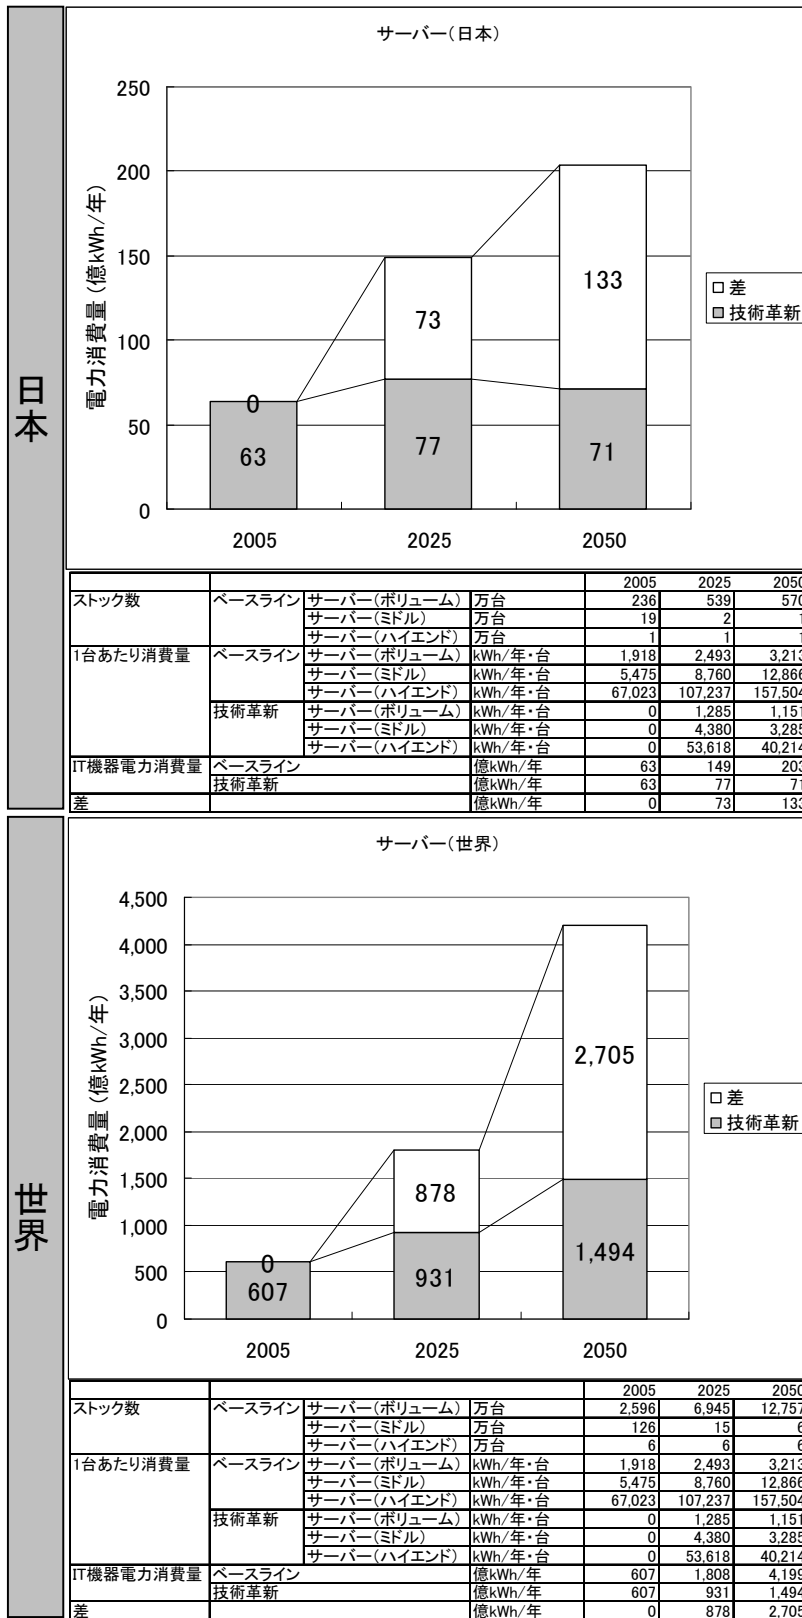 日本
サーバー(日本)
電力消費量(億kWh/年)
250
200
150
100
50
0
0
63
73
77
133
71
2005 2025 2050
□差
■技術革新
2005 2025 2050
ストック数 ベースライン サーバー(ボリューム) 万台 236 539 570
サーバー(ミドル) 万台 19 2 1
サーバー(ハイエンド) 万台 1 1 1
1台あたり消費量 ベースライン サーバー(ボリューム) kWh/年・台 1,918 2,493 3,213
サーバー(ミドル) kWh/年・台 5,475 8,760 12,866
サーバー(ハイエンド) kWh/年・台 67,023 107,237 157,504
技術革新 サーバー(ボリューム) kWh/年・台 0 1,285 1,151
サーバー(ミドル) kWh/年・台 0 4,380 3,285
サーバー(ハイエンド) kWh/年・台 0 53,618 40,214
IT機器電力消費量 ベースライン 億kWh/年 63 149 203
技術革新 億kWh/年 63 77 71
差 億kWh/年 0 73 133
世界
サーバー(世界)
電力消費量(億kWh/年)
4,500
4,000
3,500
3,000
2,500
2,000
1,500
1,000
500
0
0
607
878
931
2,705
1,494
2005 2025 2050
□差
■技術革新
2005 2025 2050
ストック数 ベースライン サーバー(ボリューム) 万台 2,596 6,945 12,757
サーバー(ミドル) 万台 126 15 6
サーバー(ハイエンド) 万台 6 6 6
1台あたり消費量 ベースライン サーバー(ボリューム) kWh/年・台 1,918 2,493 3,213
サーバー(ミドル) kWh/年・台 5,475 8,760 12,866
サーバー(ハイエンド) kWh/年・台 67,023 107,237 157,504
技術革新 サーバー(ボリューム) kWh/年・台 0 1,285 1,151
サーバー(ミドル) kWh/年・台 0 4,380 3,285
サーバー(ハイエンド) kWh/年・台 0 53,618 40,214
IT機器電力消費量 ベースライン 億kWh/年 607 1,808 4,199
技術革新 億kWh/年 607 931 1,494
差 億kWh/年 0 878 2,705